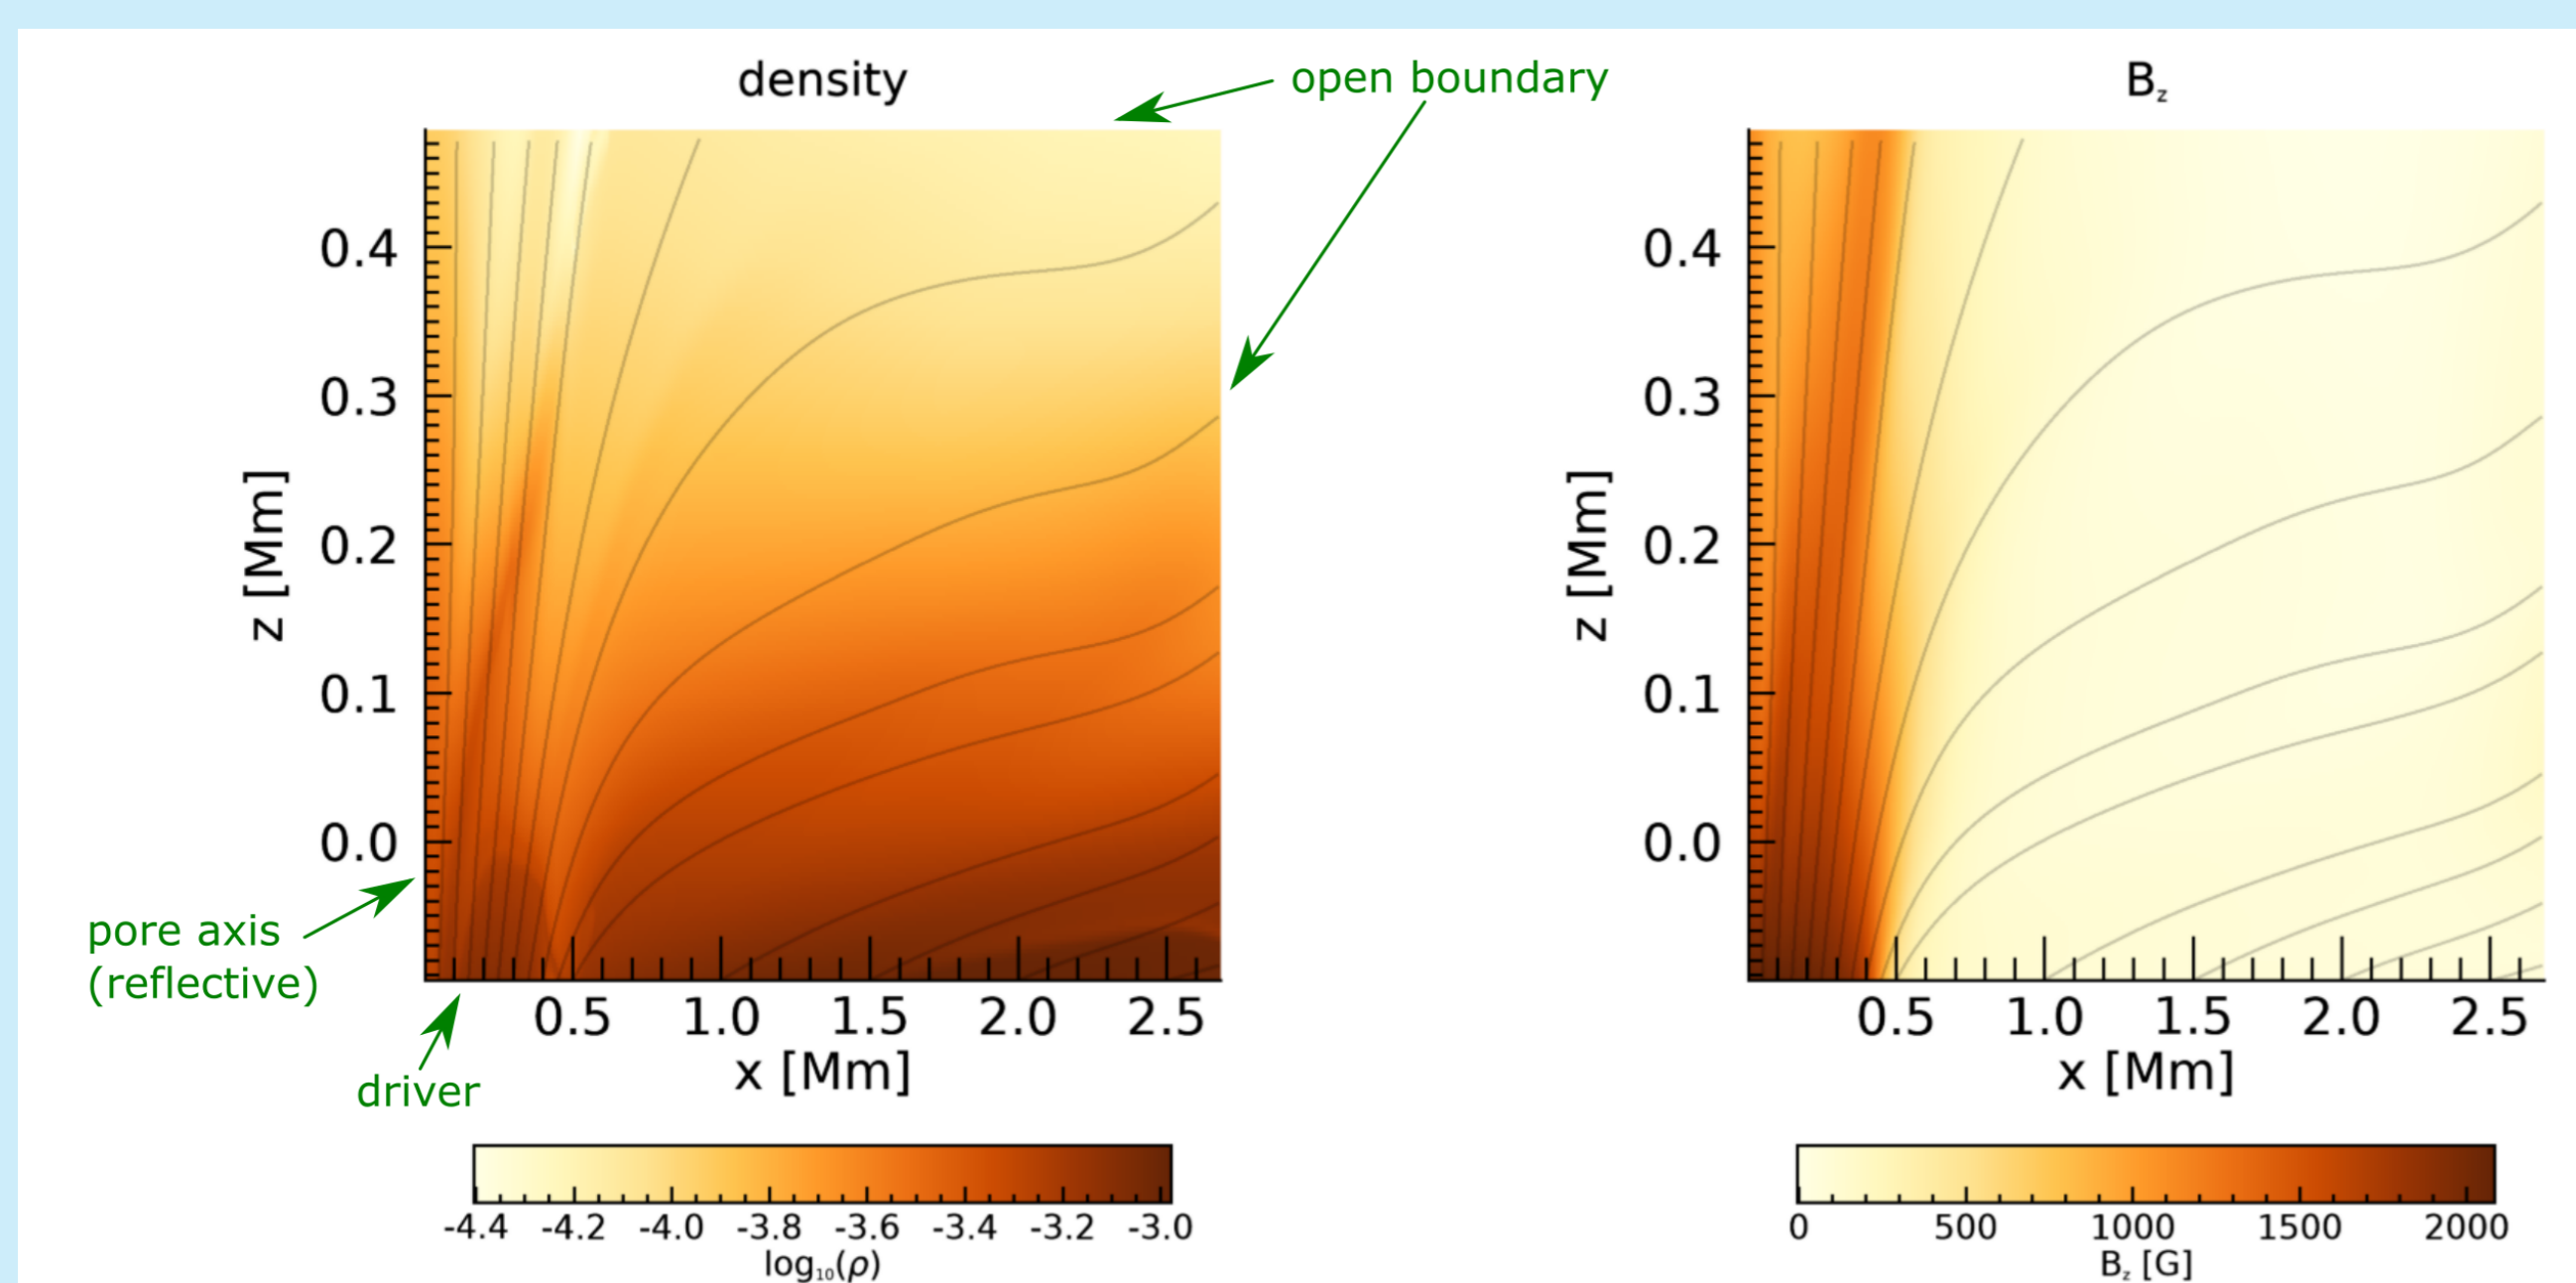 density
open boundary
B_z
0.4
0.3
0.2
0.1
0.0
z [Mm]
pore axis
(reflective)
driver
0.5 1.0 1.5 2.0 2.5
x [Mm]
-4.4 -4.2 -4.0 -3.8 -3.6 -3.4 -3.2 -3.0
log₁₀(ρ)
0.4
0.3
0.2
0.1
0.0
z [Mm]
0.5 1.0 1.5 2.0 2.5
x [Mm]
0 500 1000 1500 2000
B_z [G]